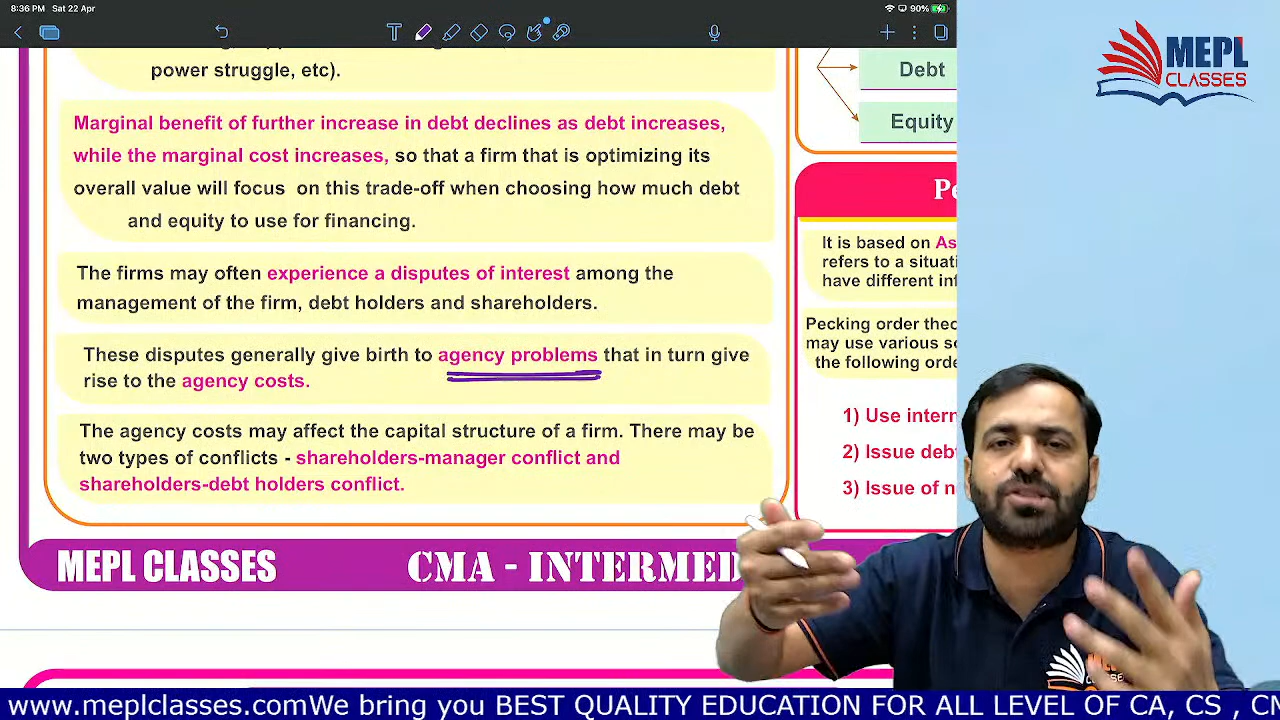 8:36 PM Sat 22 Apr
90%
T
power struggle, etc).
Marginal benefit of further increase in debt declines as debt increases,
while the marginal cost increases, so that a firm that is optimizing its
overall value will focus on this trade-off when choosing how much debt
and equity to use for financing.
The firms may often experience a disputes of interest among the
management of the firm, debt holders and shareholders.
These disputes generally give birth to agency problems that in turn give
rise to the agency costs.
The agency costs may affect the capital structure of a firm. There may be
two types of conflicts - shareholders-manager conflict and
shareholders-debt holders conflict.
MEPL CLASSES
CMA - INTERMED
Debt
Equity
It is based on As
refers to a situati
have different inf
Pecking order theo
may use various so
the following orde
1) Use intern
2) Issue deb
3) Issue of n
MEPL
CLASSES
www.meplclasses.comWe bring you BEST QUALITY EDUCATION FOR ALL LEVEL OF CA, CS , CM